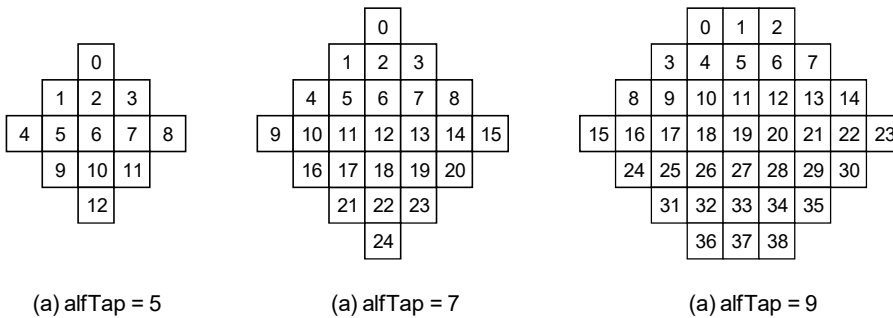 0
1 2 3
4 5 6 7 8
9 10 11
12
(a) alfTap = 5
0
1 2 3
4 5 6 7 8
9 10 11 12 13 14 15
16 17 18 19 20
21 22 23
24
(a) alfTap = 7
0 1 2
3 4 5 6 7
8 9 10 11 12 13 14
15 16 17 18 19 20 21 22 23
24 25 26 27 28 29 30
31 32 33 34 35
36 37 38
(a) alfTap = 9